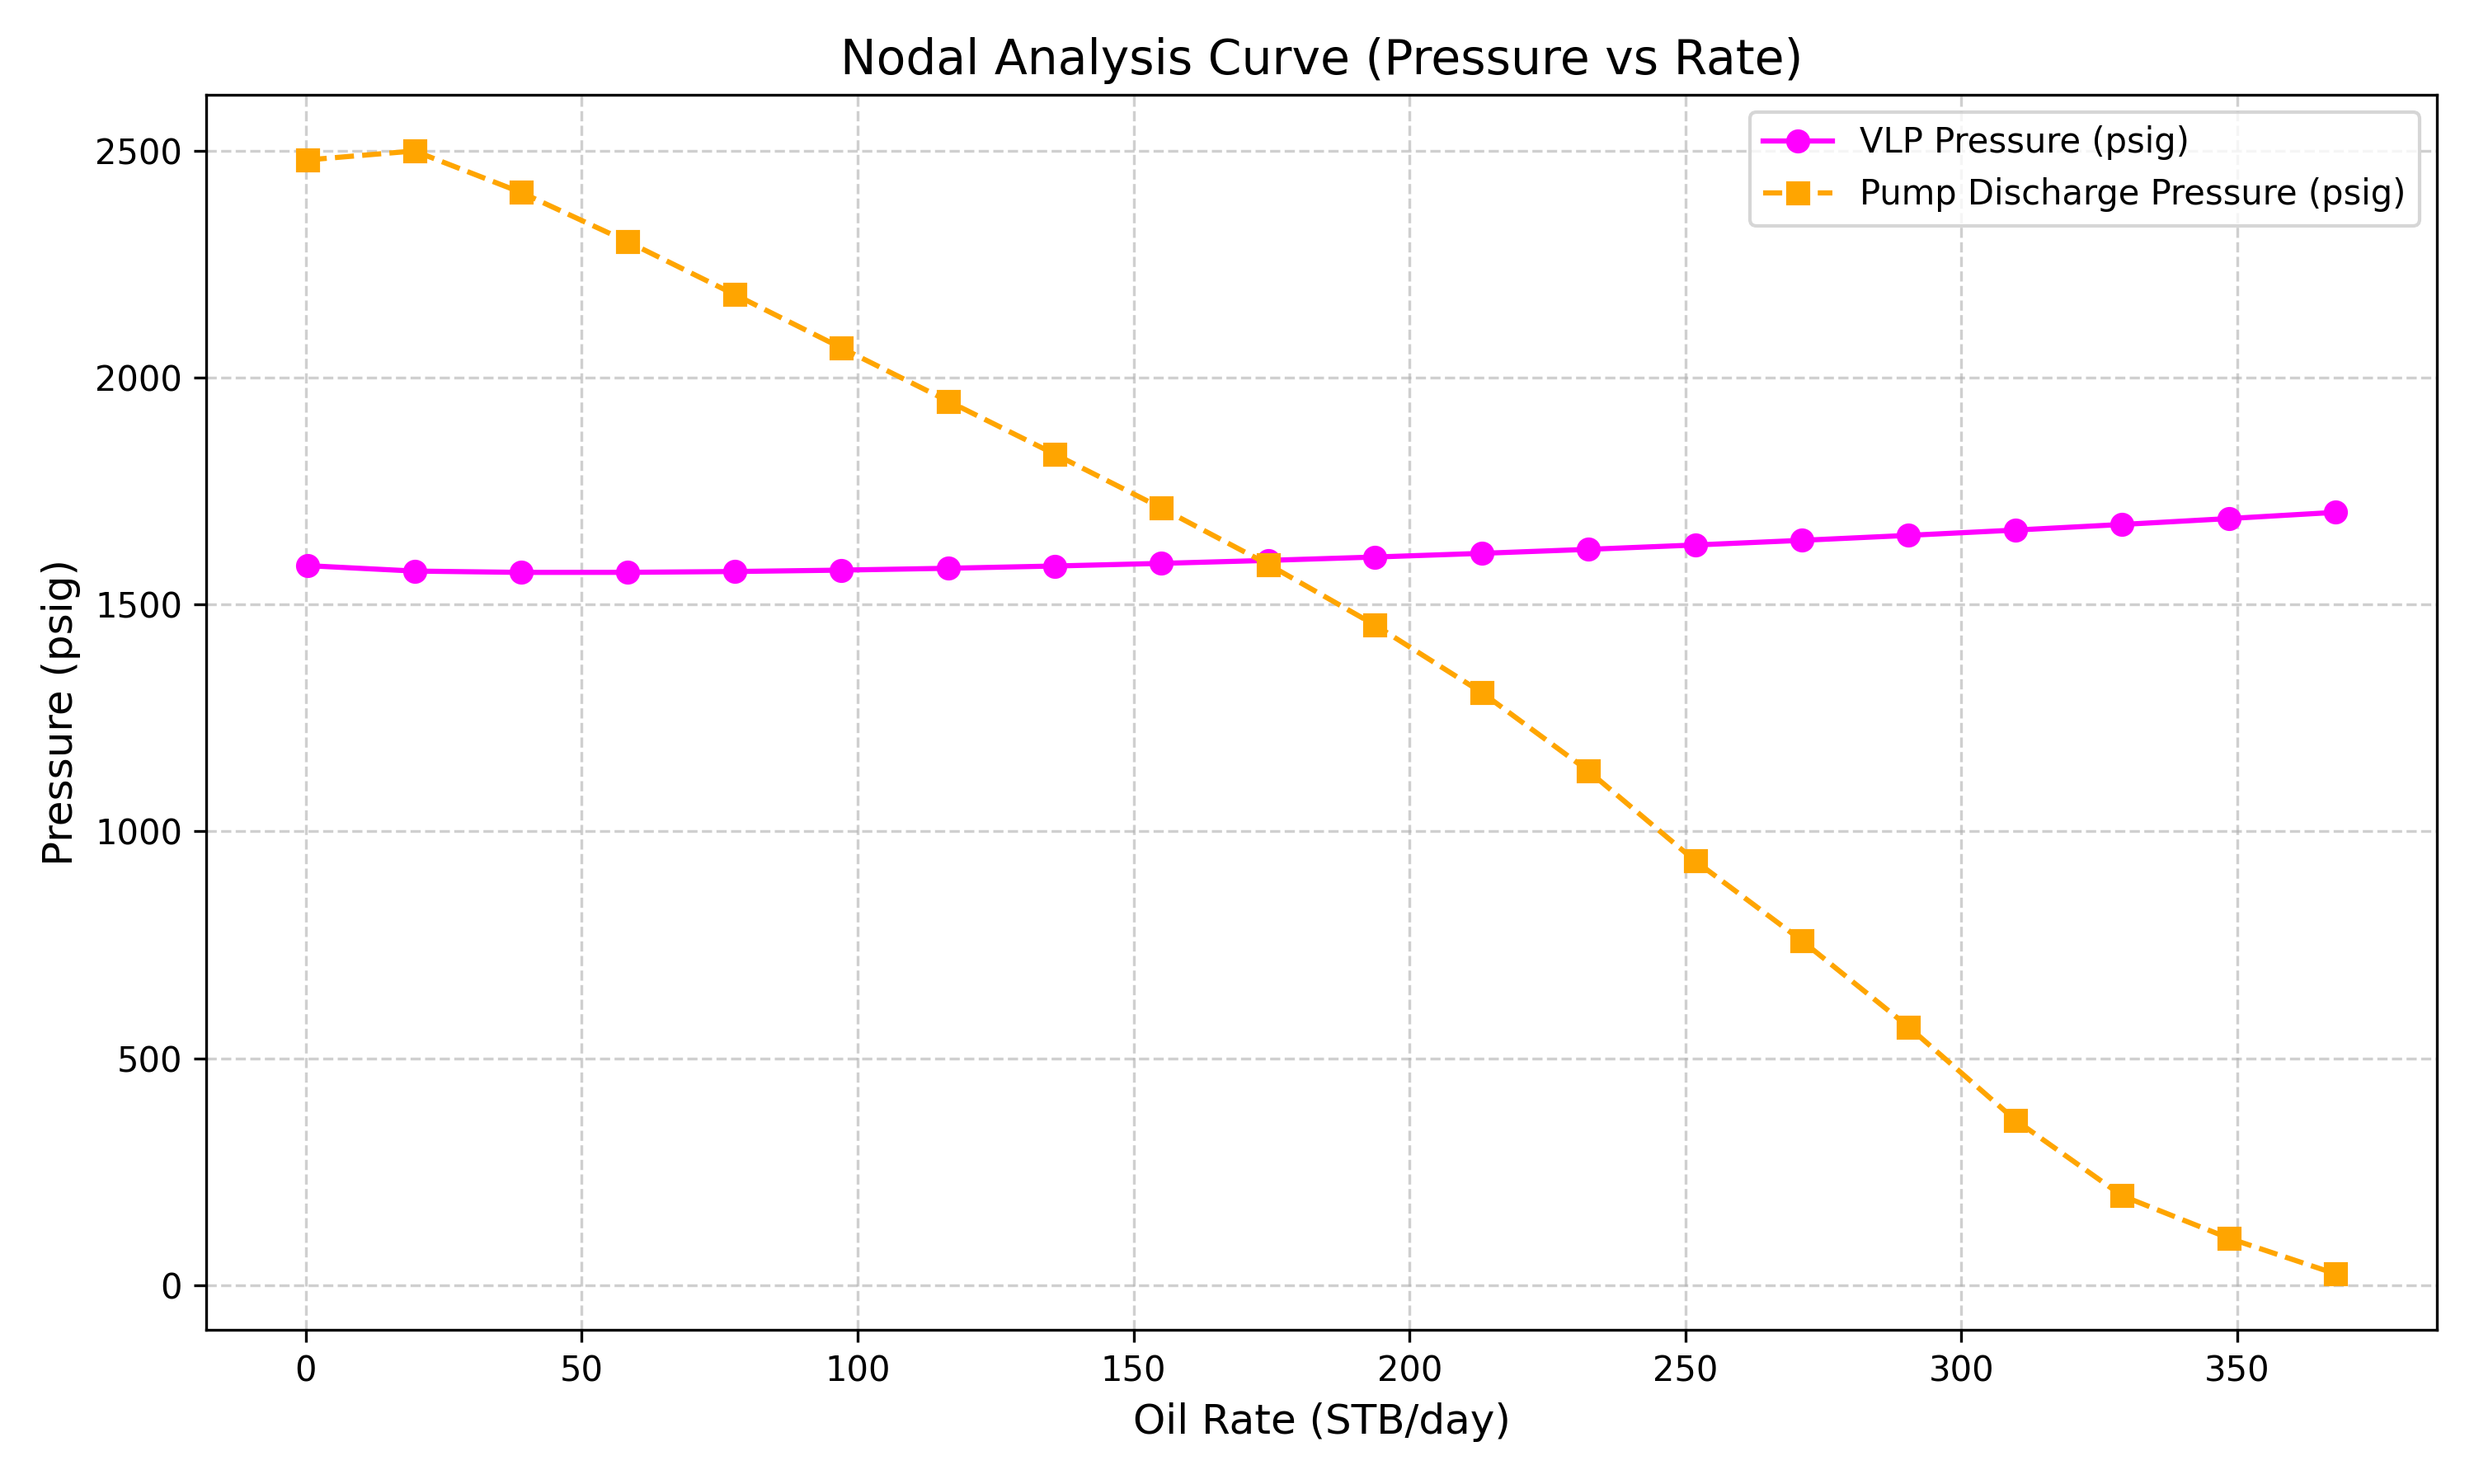 Nodal Analysis Curve (Pressure vs Rate)
VLP Pressure (psig)
Pump Discharge Pressure (psig)
Pressure (psig)
2500
2000
1500
1000
500
0
0 50 100 150 200 250 300 350
Oil Rate (STB/day)